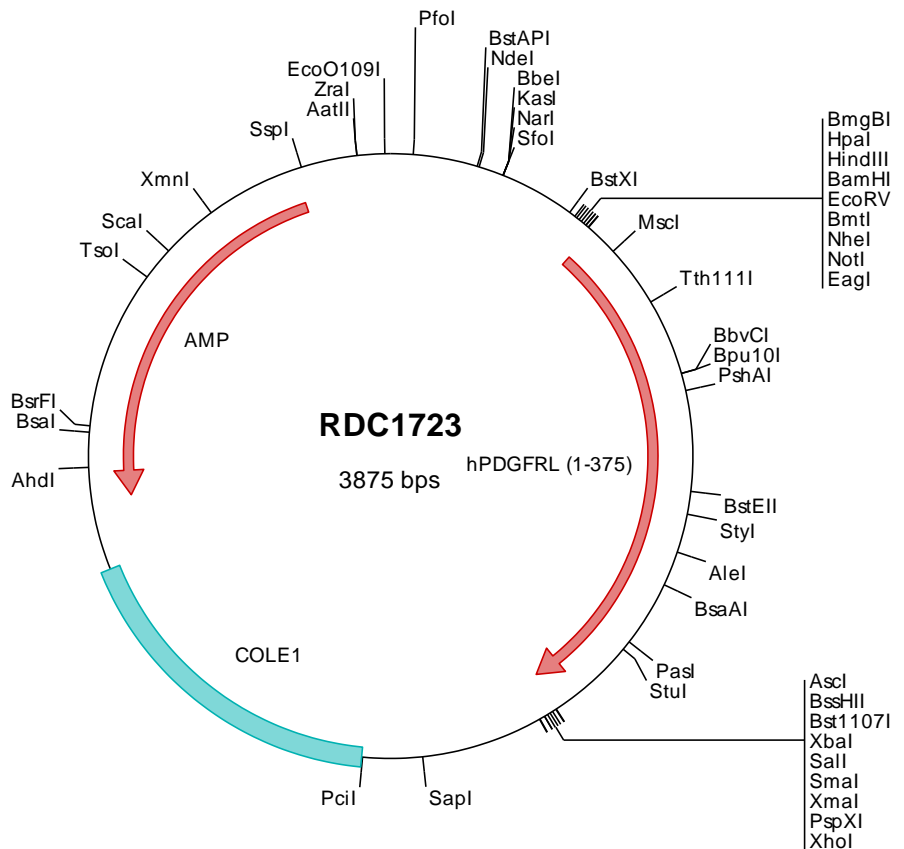 PfoI
BstAPI
NdeI
EcoO109I
BbeI
ZraI
KasI
AatII
NarI
SspI
SfoI
BmgBI
HpaI
HindIII
BamHI
EcoRV
BmtI
NheI
NotI
EagI
XmnI
BstXI
ScaI
MscI
TsoI
Tth111I
AMP
BbvCI
Bpu10I
PshAI
BsrFI
BsaI
RDC1723
AhdI
3875 bps
hPDGFRL (1-375)
BstEII
StyI
AleI
BsaAI
COLE1
PasI
StuI
AscI
BssHII
Bst1107I
XbaI
SalI
SmaI
XmaI
PspXI
XhoI
PciI
SapI